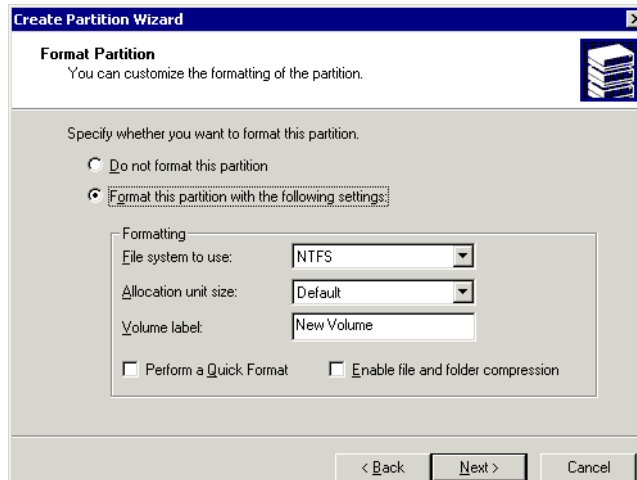 Create Partition Wizard
Format Partition
You can customize the formatting of the partition.
Specify whether you want to format this partition.
Do not format this partition
Format this partition with the following settings:
Formatting
File system to use: NTFS
Allocation unit size: Default
Volume label: New Volume
Perform a Quick Format Enable file and folder compression
< Back Next > Cancel